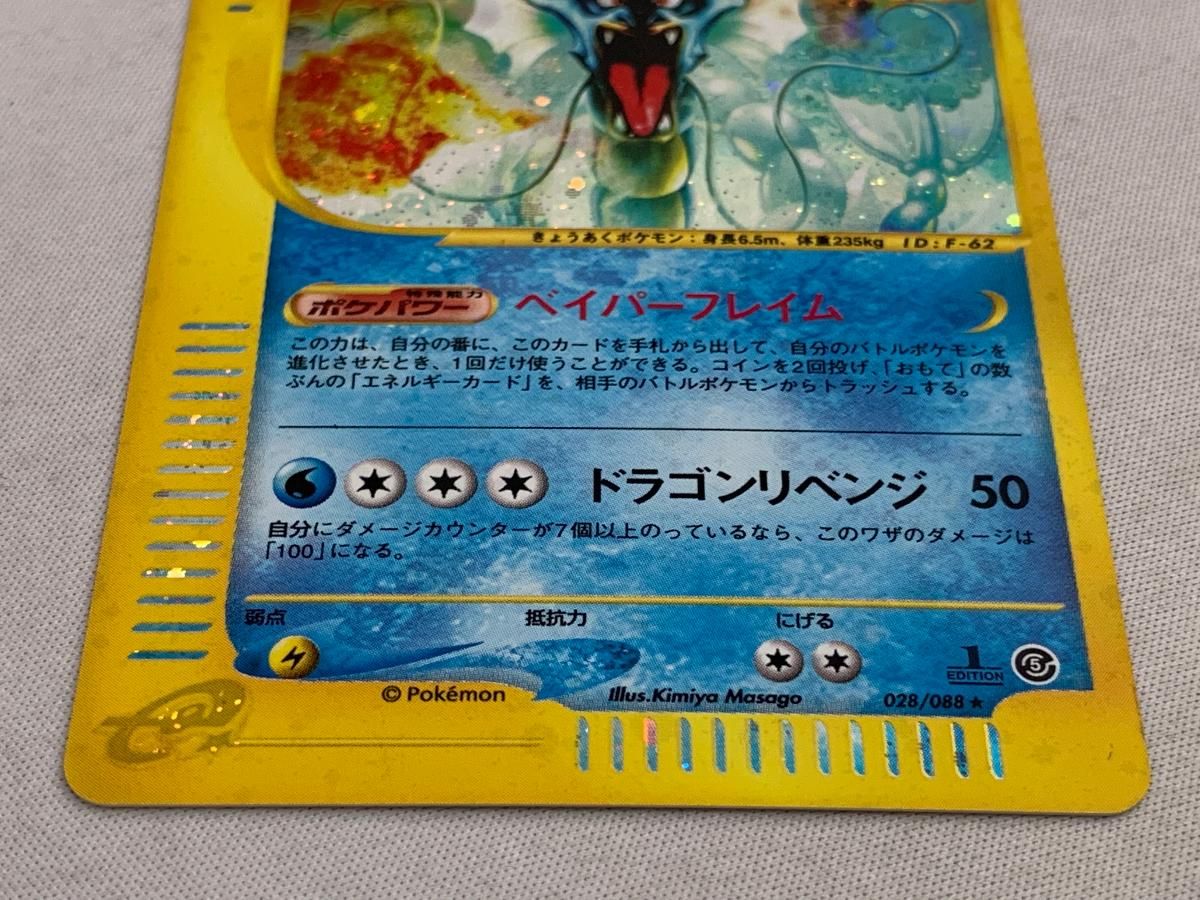 きょうあくポケモン：身長6.5m、体重235kg ID:F-62
特殊能力
ポケパワー ベイパーフレイム
この力は、自分の番に、このカードを手札から出して、自分のバトルポケモンを
進化させたとき、1回だけ使うことができる。コインを2回投げ、「おもて」の数
ぶんの「エネルギーカード」を、相手のバトルポケモンからトラッシュする。
ドラゴンリベンジ 50
自分にダメージカウンターが7個以上のっているなら、このワザのダメージは
「100」になる。
弱点 抵抗力 にげる
1 EDITION 5
© Pokémon Illus.Kimiya Masago 028/088 ★
e